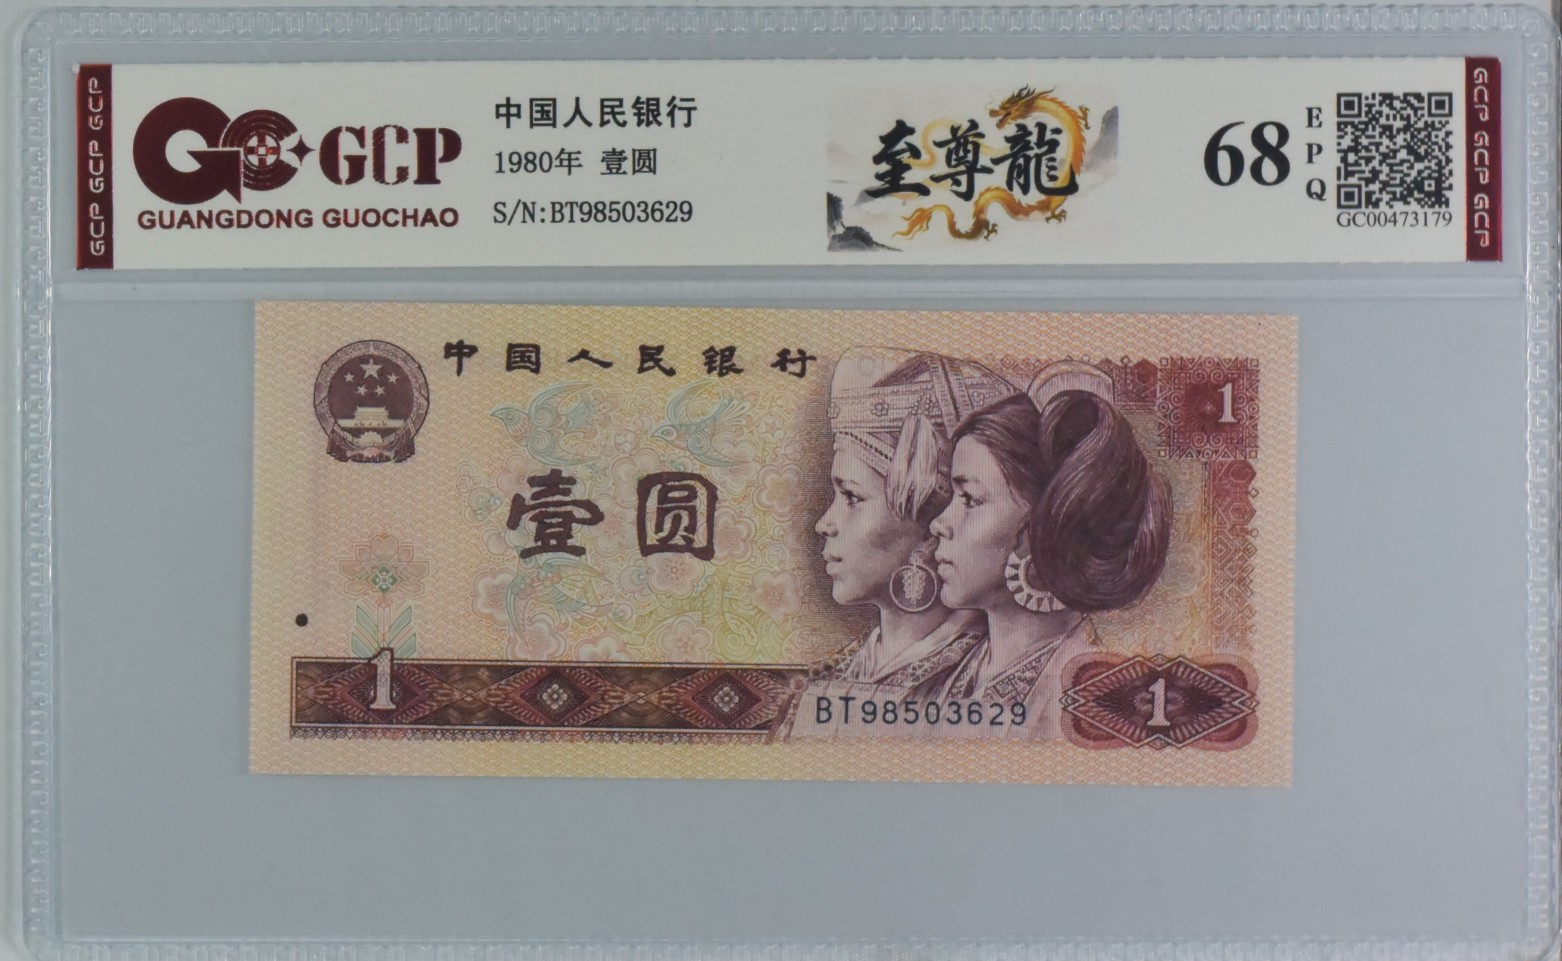 GCP GCP GCP
GCP
GUANGDONG GUOCHAO
中国人民银行
1980年 壹圆
S/N:BT98503629
至尊龍
68
EPQ
GC00473179
GCP GCP GCP
中国人民银行
1
壹圆
1
BT98503629
1